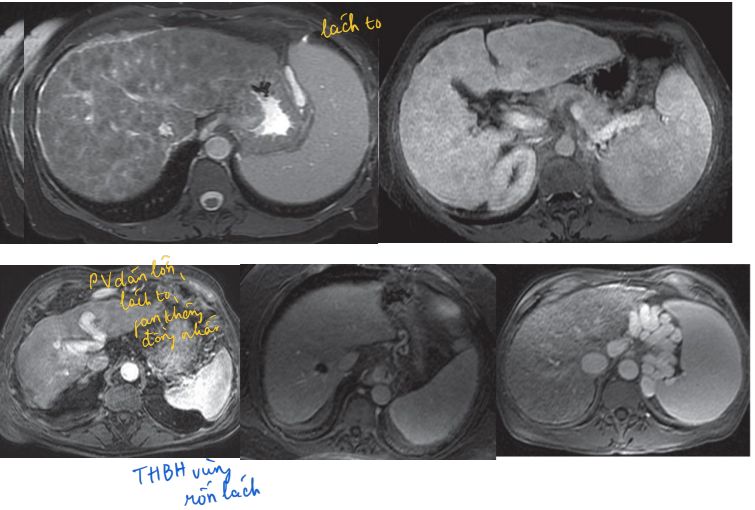 lách to
PV dãn lớn,
lách to,
gan không
đồng nhất
THBH vùng
rốn lách